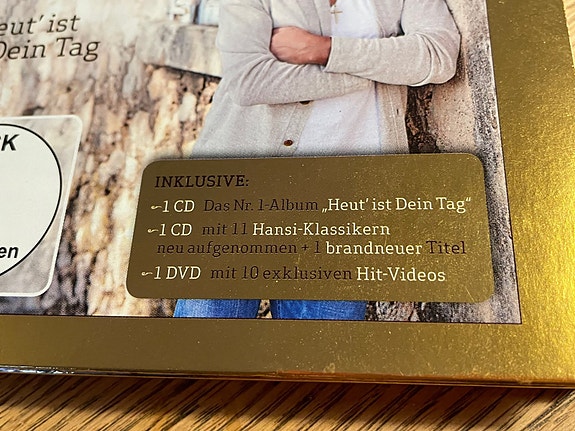 Heut' ist
Dein Tag
K
en
INKLUSIVE:
1 CD Das Nr. 1-Album „Heut' ist Dein Tag“
1 CD mit 11 Hansi-Klassikern
neu aufgenommen + 1 brandneuer Titel
1 DVD mit 10 exklusiven Hit-Videos